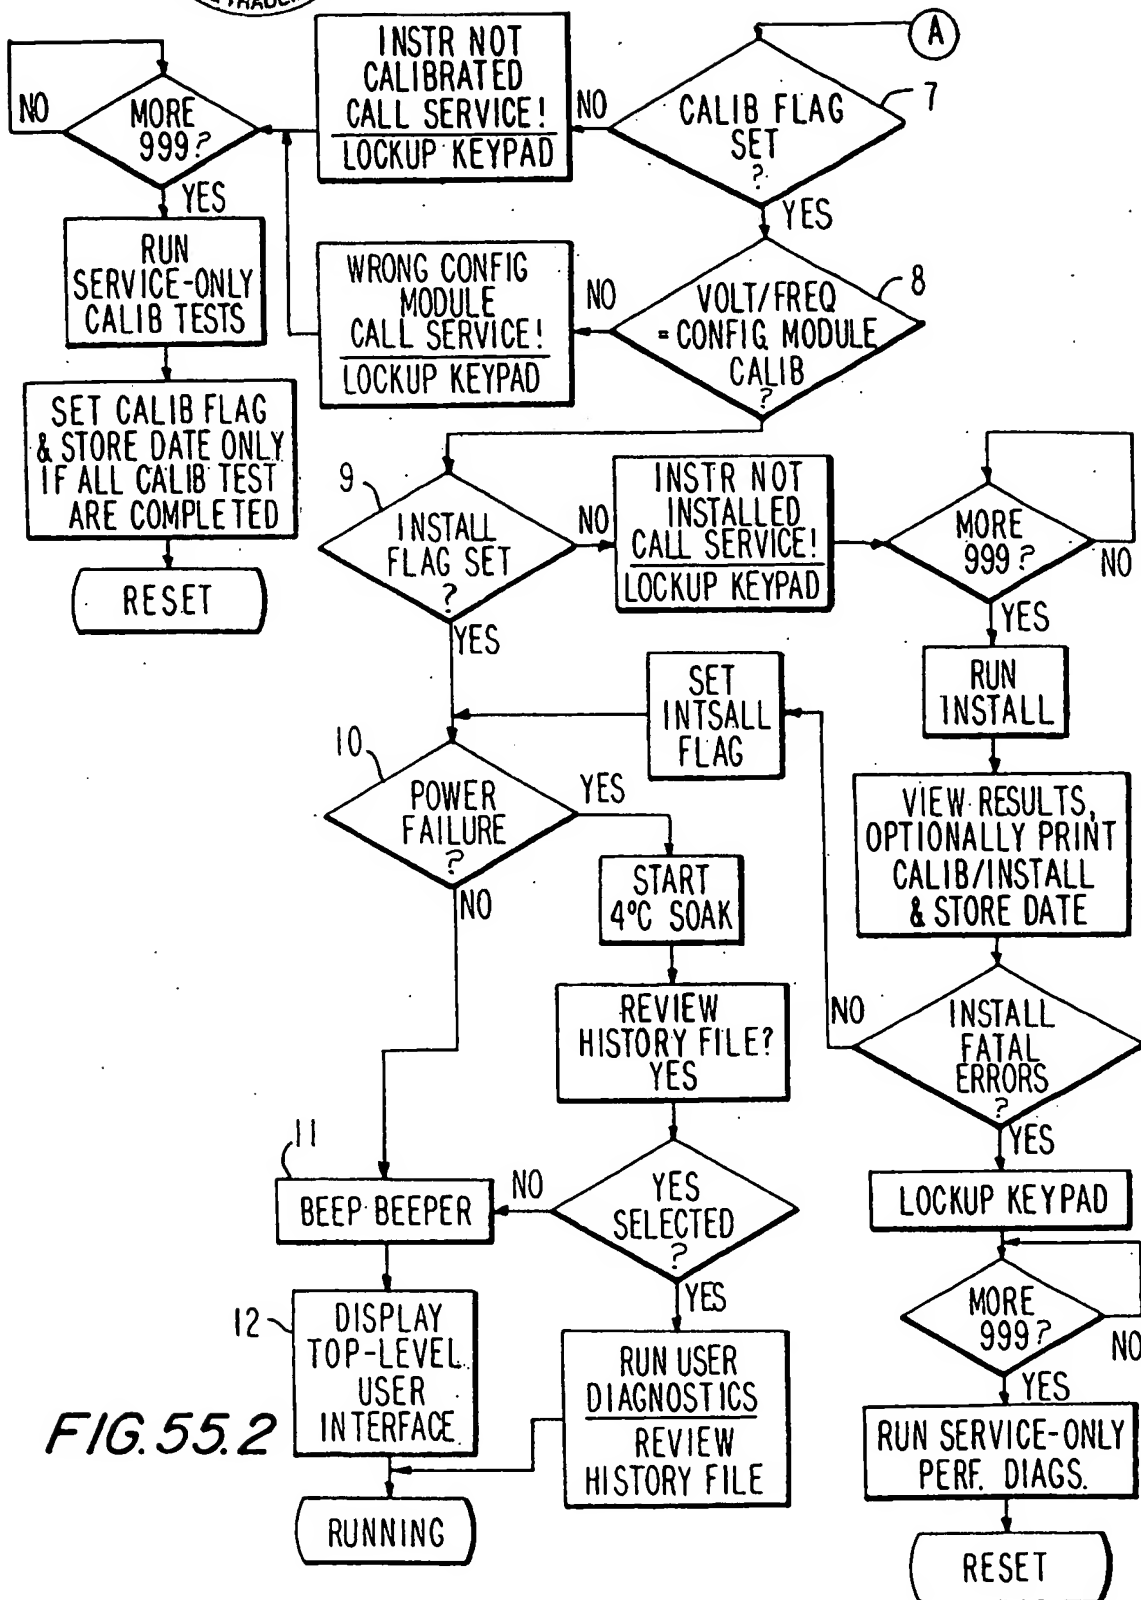 & TRADEM
A
INSTR NOT
CALIBRATED
CALL SERVICE!
LOCKUP KEYPAD
NO
CALIB FLAG
SET
?
7
YES
NO
MORE
999?
YES
RUN
SERVICE-ONLY
CALIB TESTS
SET CALIB FLAG
& STORE DATE ONLY
IF ALL CALIB TEST
ARE COMPLETED
RESET
WRONG CONFIG
MODULE
CALL SERVICE!
LOCKUP KEYPAD
NO
VOLT/FREQ
= CONFIG. MODULE
CALIB
?
8
9
INSTALL
FLAG SET
?
NO
YES
INSTR NOT
INSTALLED
CALL SERVICE!
LOCKUP KEYPAD
MORE
999?
NO
YES
RUN
INSTALL
SET
INTSALL
FLAG
10
POWER
FAILURE
?
YES
NO
START
4°C SOAK
VIEW RESULTS,
OPTIONALLY PRINT
CALIB/INSTALL
& STORE DATE
REVIEW
HISTORY FILE?
YES
NO
INSTALL
FATAL
ERRORS
?
YES
11
BEEP BEEPER
NO
YES
SELECTED
?
YES
LOCKUP KEYPAD
12
DISPLAY
TOP-LEVEL
USER
INTERFACE
RUN USER
DIAGNOSTICS
REVIEW
HISTORY FILE
MORE
999?
NO
YES
RUN SERVICE-ONLY
PERF. DIAGS.
FIG.55.2
RUNNING
RESET